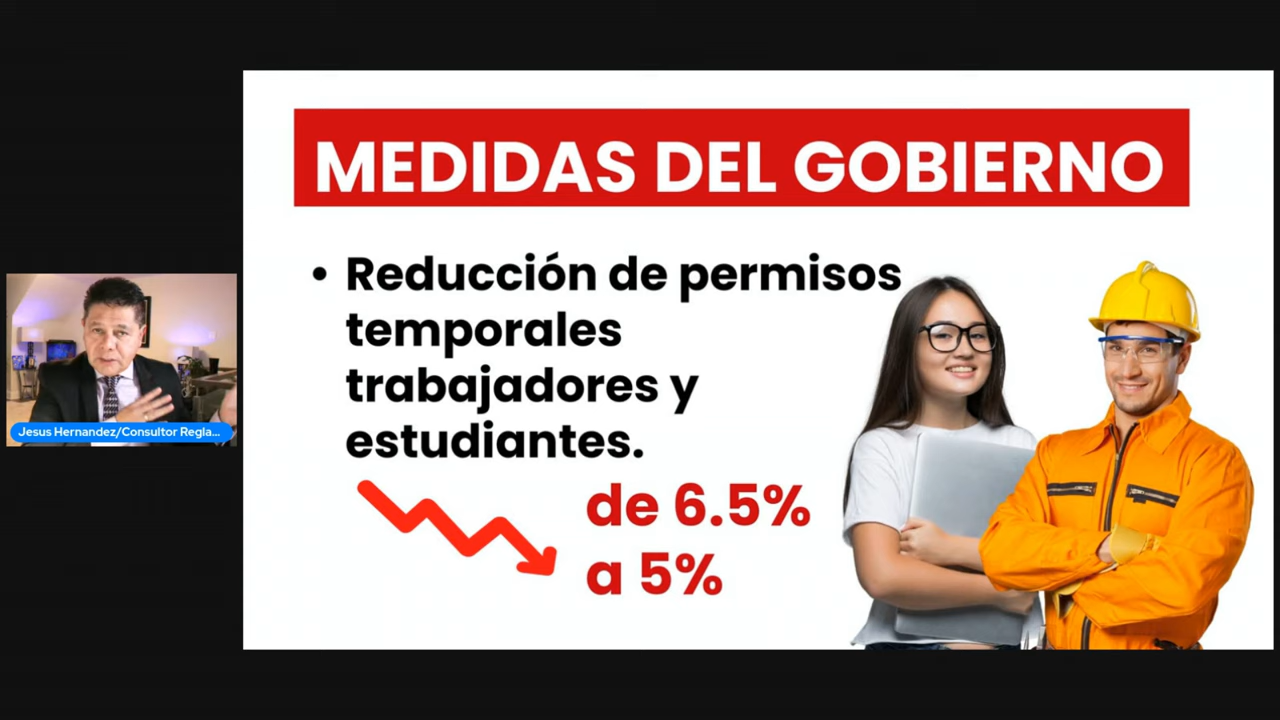 MEDIDAS DEL GOBIERNO
• Reducción de permisos
temporales
trabajadores y
estudiantes.
de 6.5%
a 5%
Jesus Hernandez/Consultor Regla...